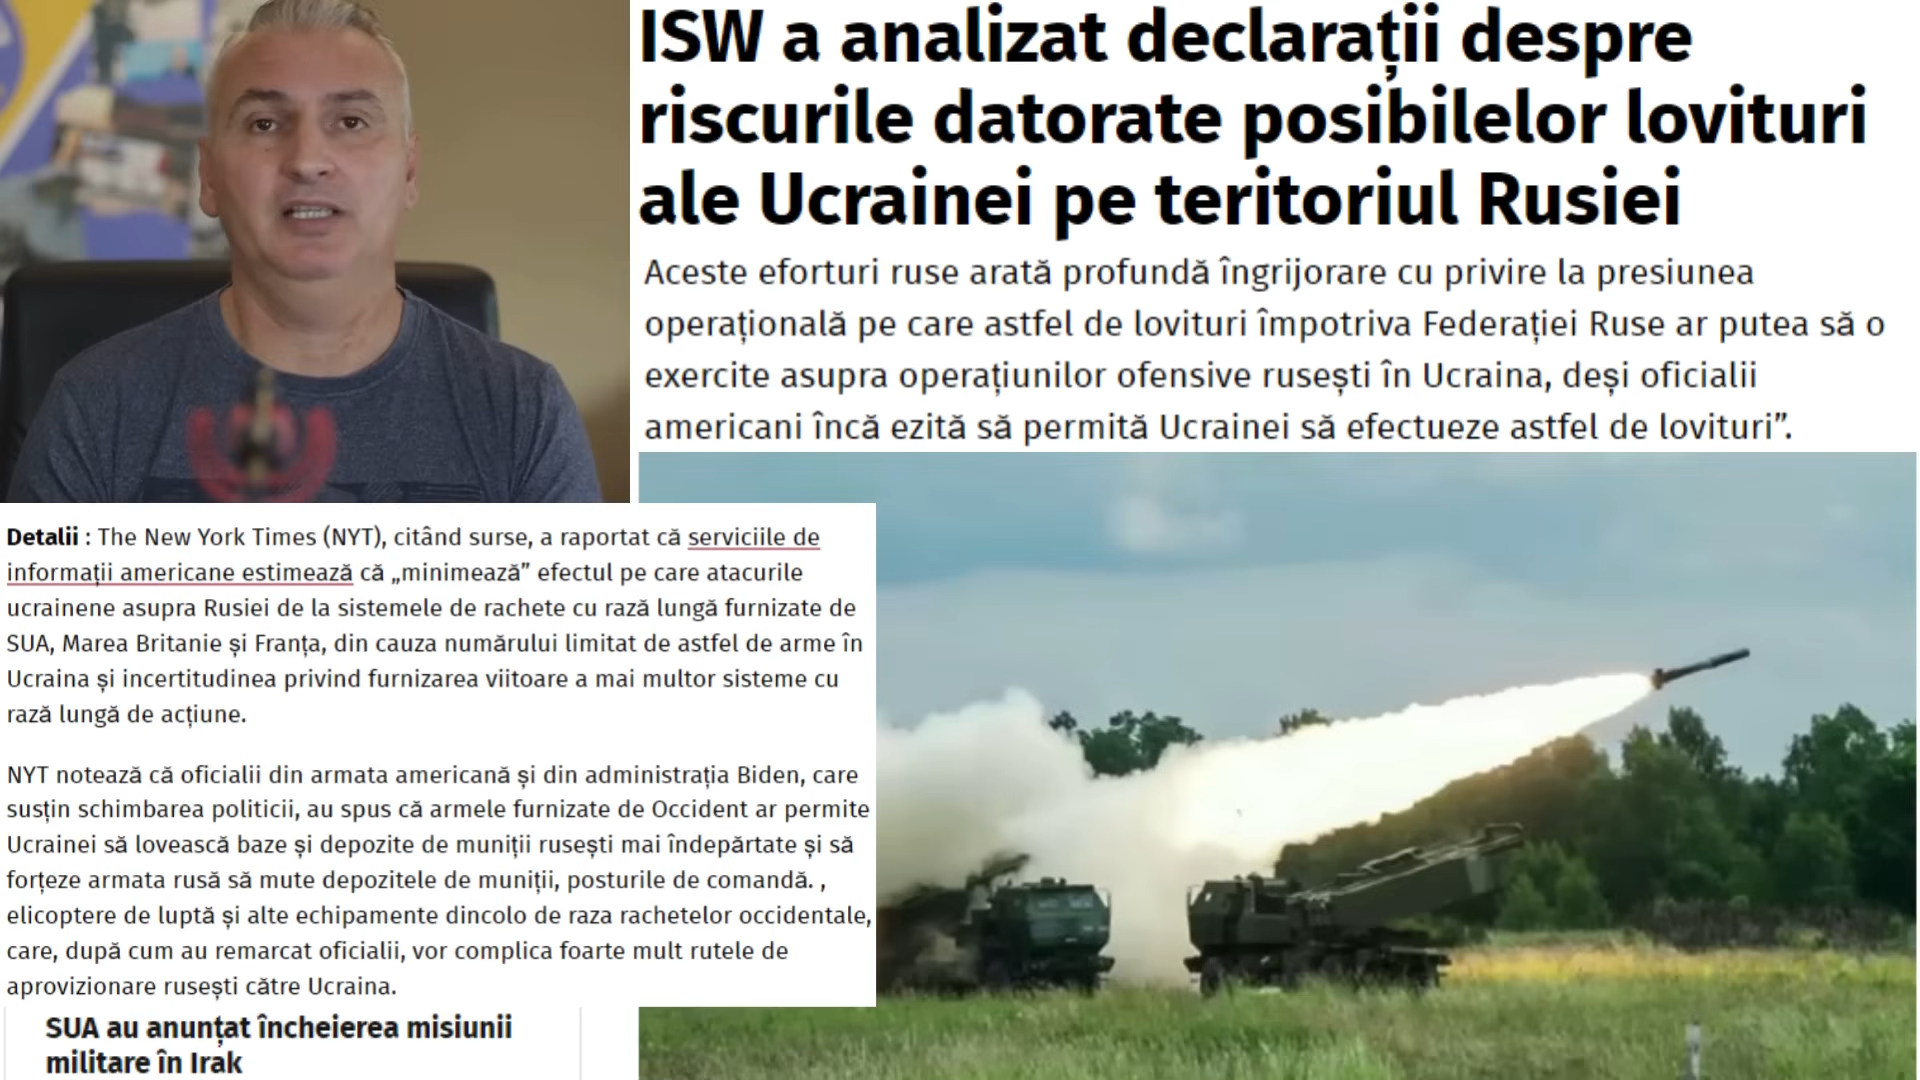 ISW a analizat declarații despre
riscurile datorate posibilelor lovituri
ale Ucrainei pe teritoriul Rusiei
Aceste eforturi ruse arată profundă îngrijorare cu privire la presiunea
operațională pe care astfel de lovituri împotriva Federației Ruse ar putea să o
exercite asupra operațiunilor ofensive rusești în Ucraina, deși oficialii
americani încă ezită să permită Ucrainei să efectueze astfel de lovituri”.
Detalii : The New York Times (NYT), citând surse, a raportat că serviciile de
informații americane estimează că „minimează” efectul pe care atacurile
ucrainene asupra Rusiei de la sistemele de rachete cu rază lungă furnizate de
SUA, Marea Britanie și Franța, din cauza numărului limitat de astfel de arme în
Ucraina și incertitudinea privind furnizarea viitoare a mai multor sisteme cu
rază lungă de acțiune.
NYT notează că oficialii din armata americană și din administrația Biden, care
susțin schimbarea politicii, au spus că armele furnizate de Occident ar permite
Ucrainei să lovească baze și depozite de muniții rusești mai îndepărtate și să
forțeze armata rusă să mute depozitele de muniții, posturile de comandă. ,
elicoptere de luptă și alte echipamente dincolo de raza rachetelor occidentale,
care, după cum au remarcat oficialii, vor complica foarte mult rutele de
aprovizionare rusești către Ucraina.
SUA au anunțat încheierea misiunii
militare în Irak